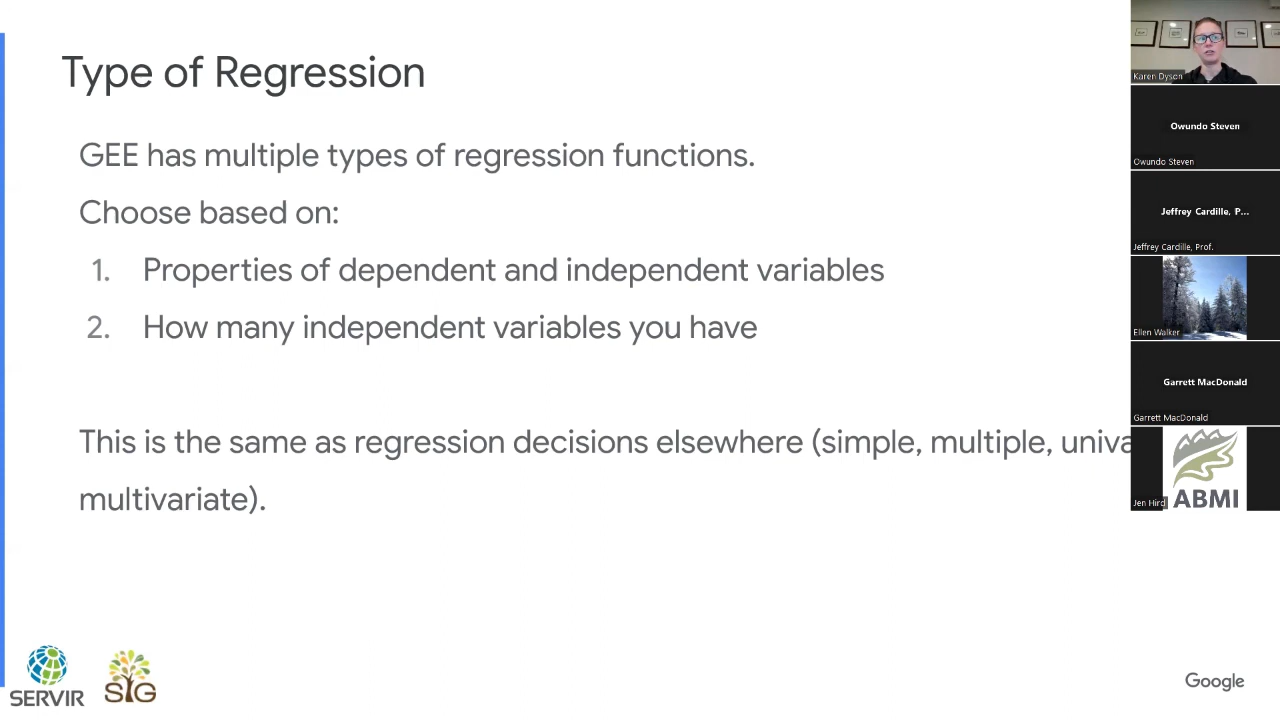 Type of Regression
GEE has multiple types of regression functions.
Choose based on:
1. Properties of dependent and independent variables
2. How many independent variables you have
This is the same as regression decisions elsewhere (simple, multiple,
multivariate).
SERVIR
SIG
Google
Karen Dyson
Owundo Steven
Owundo Steven
Jeffrey Cardille, P...
Jeffrey Cardille, Prof.
Ellen Walker
Garrett MacDonald
Garrett MacDonald
ABMI
Jen Hird